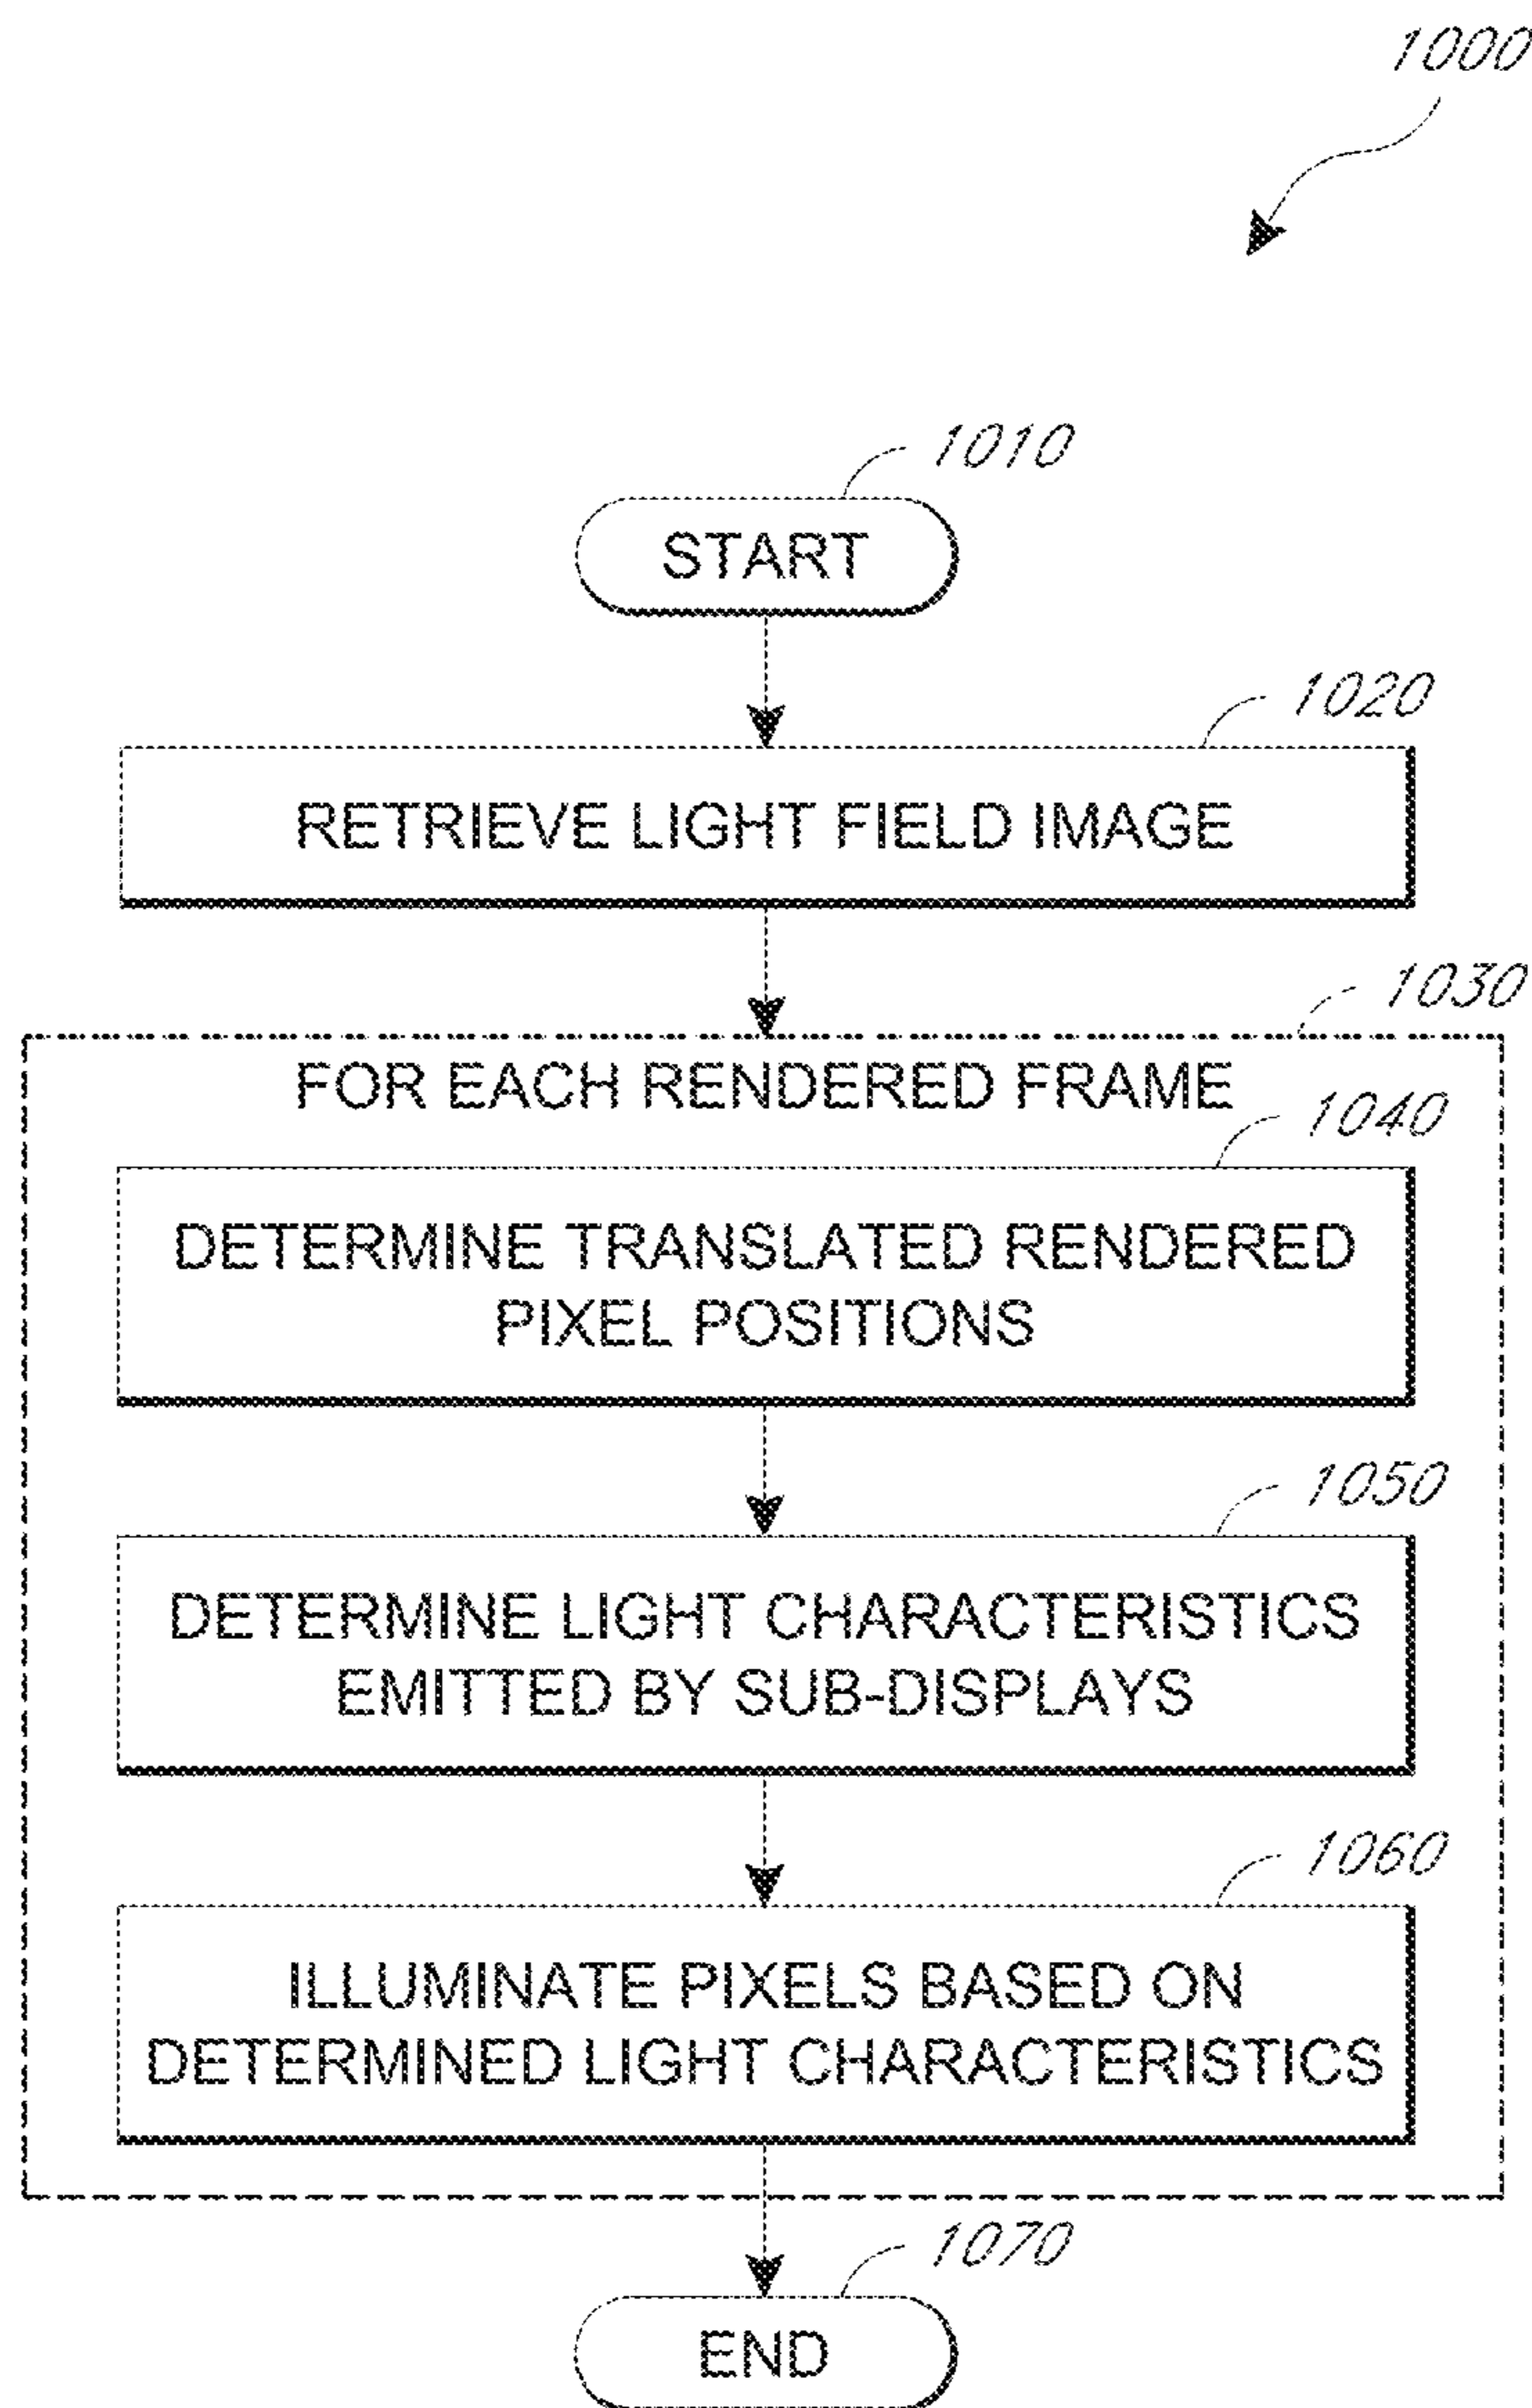 1000
1010
START
1020
RETRIEVE LIGHT FIELD IMAGE
1030
FOR EACH RENDERED FRAME
1040
DETERMINE TRANSLATED RENDERED
PIXEL POSITIONS
1050
DETERMINE LIGHT CHARACTERISTICS
EMITTED BY SUB-DISPLAYS
1060
ILLUMINATE PIXELS BASED ON
DETERMINED LIGHT CHARACTERISTICS
1070
END